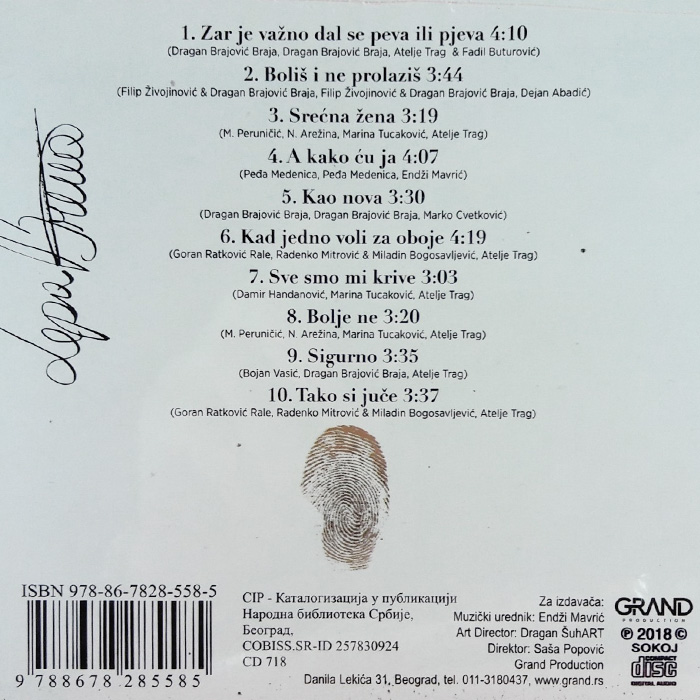 1. Zar je važno dal se peva ili pjeva 4:10
(Dragan Brajović Braja, Dragan Brajović Braja, Atelje Trag & Fadil Buturović)
2. Boliš i ne prolaziš 3:44
(Filip Živojinović & Dragan Brajović Braja, Filip Živojinović & Dragan Brajović Braja, Dejan Abadić)
3. Srećna žena 3:19
(M. Peruničić, N. Arežina, Marina Tucaković, Atelje Trag)
4. A kako ću ja 4:07
(Peđa Medenica, Peđa Medenica, Endži Mavrić)
5. Kao nova 3:30
(Dragan Brajović Braja, Dragan Brajović Braja, Marko Cvetković)
6. Kad jedno voli za oboje 4:19
(Goran Ratković Rale, Radenko Mitrović & Miladin Bogosavljević, Atelje Trag)
7. Sve smo mi krive 3:03
(Damir Handanović, Marina Tucaković, Atelje Trag)
8. Bolje ne 3:20
(M. Peruničić, N. Arežina, Marina Tucaković, Atelje Trag)
9. Sigurno 3:35
(Bojan Vasić, Dragan Brajović Braja, Atelje Trag)
10. Tako si juče 3:37
(Goran Ratković Rale, Radenko Mitrović & Miladin Bogosavljević, Atelje Trag)
Lepa Brena
ISBN 978-86-7828-558-5
9 788678 285585
CIP - Каталогизација у публикацији
Народна библиотека Србије,
Београд,
COBISS.SR-ID 257830924
CD 718
Za izdavača:
Muzički urednik: Endži Mavrić
Art Director: Dragan ŠuhART
Direktor: Saša Popović
Grand Production
Danila Lekića 31, Beograd, tel. 011-3180437, www.grand.rs
GRAND
PRODUCTION
℗ 2018 ©
SOKOJ
COMPACT
disc
DIGITAL AUDIO